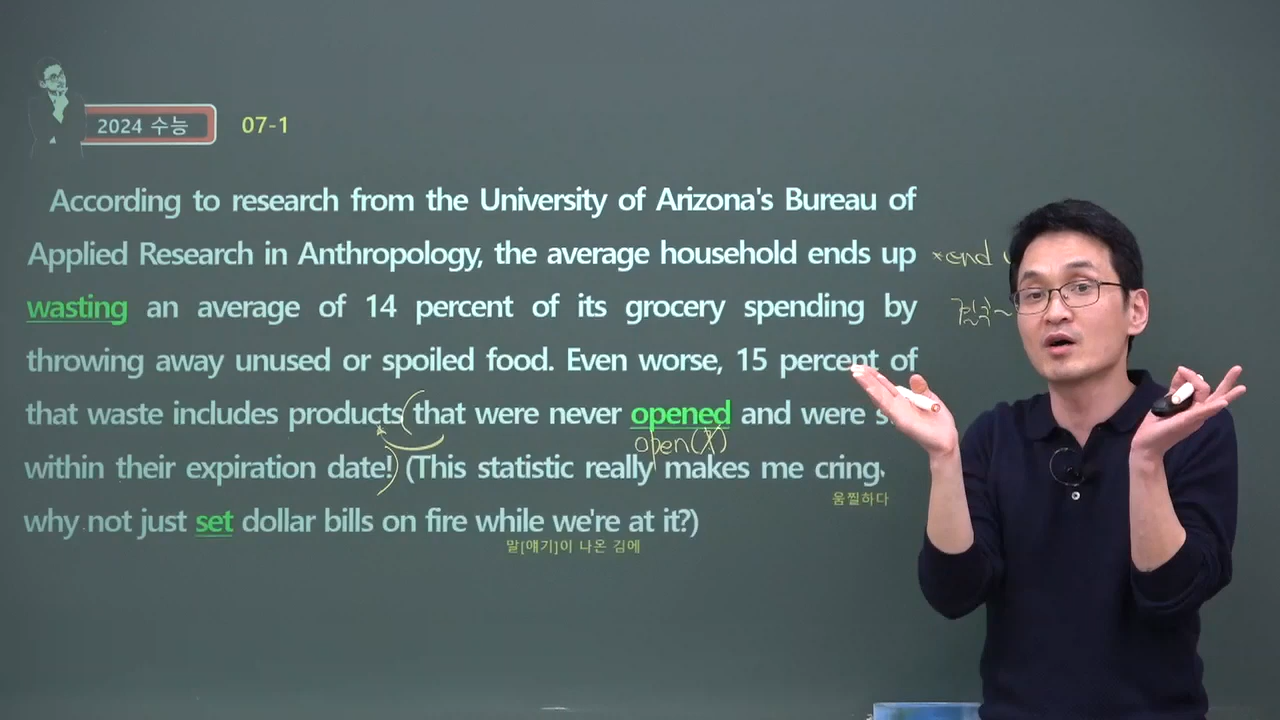 2024 수능 07-1
According to research from the University of Arizona's Bureau of
Applied Research in Anthropology, the average household ends up *end
wasting an average of 14 percent of its grocery spending by
throwing away unused or spoiled food. Even worse, 15 percent of
that waste includes products (that were never opened and were
open(X)
within their expiration date!) (This statistic really makes me
움찔하다
why not just set dollar bills on fire while we're at it?)
말[얘기]이 나온 김에